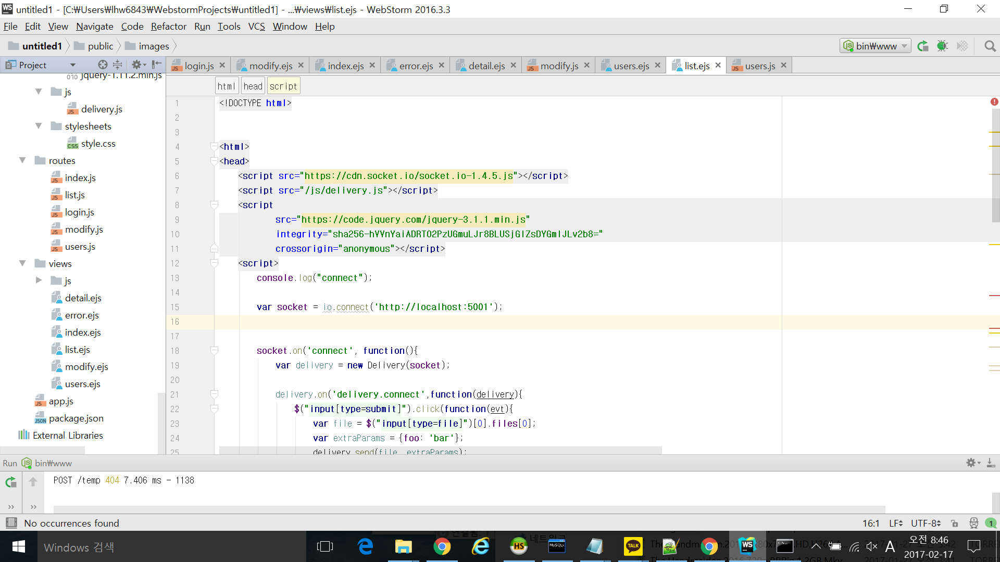 untitled1 - [C:₩Users₩lhw6843₩WebstormProjects₩untitled1] - ...₩views₩list.ejs - WebStorm 2016.3.3
File Edit View Navigate Code Refactor Run Tools VCS Window Help
untitled1 public images
bin₩www
Project
login.js modify.ejs index.ejs error.ejs detail.ejs modify.js users.ejs list.ejs users.js
jquery-1.11.2.min.js
js
delivery.js
stylesheets
style.css
routes
index.js
list.js
login.js
modify.js
users.js
views
js
detail.ejs
error.ejs
index.ejs
list.ejs
modify.ejs
users.ejs
app.js
package.json
External Libraries
html head script
1 <!DOCTYPE html>
2
3
4 <html>
5 <head>
6 <script src="https://cdn.socket.io/socket.io-1.4.5.js"></script>
7 <script src="/js/delivery.js"></script>
8 <script
9 src="https://code.jquery.com/jquery-3.1.1.min.js"
10 integrity="sha256-hVVnYaiADRTO2PzUGmuLJr8BLUSjGIZsDYGmIJLv2b8="
11 crossorigin="anonymous"></script>
12 <script>
13 console.log("connect");
14
15 var socket = io.connect('http://localhost:5001');
16
17
18 socket.on('connect', function(){
19 var delivery = new Delivery(socket);
20
21 delivery.on('delivery.connect',function(delivery){
22 $("input[type=submit]").click(function(evt){
23 var file = $("input[type=file]")[0].files[0];
24 var extraParams = {foo: 'bar'};
25 delivery.send(file, extraParams);
Run bin₩www
POST /temp 404 7.406 ms - 1138
No occurrences found
16:1 LF UTF-8 1
Windows 검색
네트워크
A
오전 8:46
2017-02-17